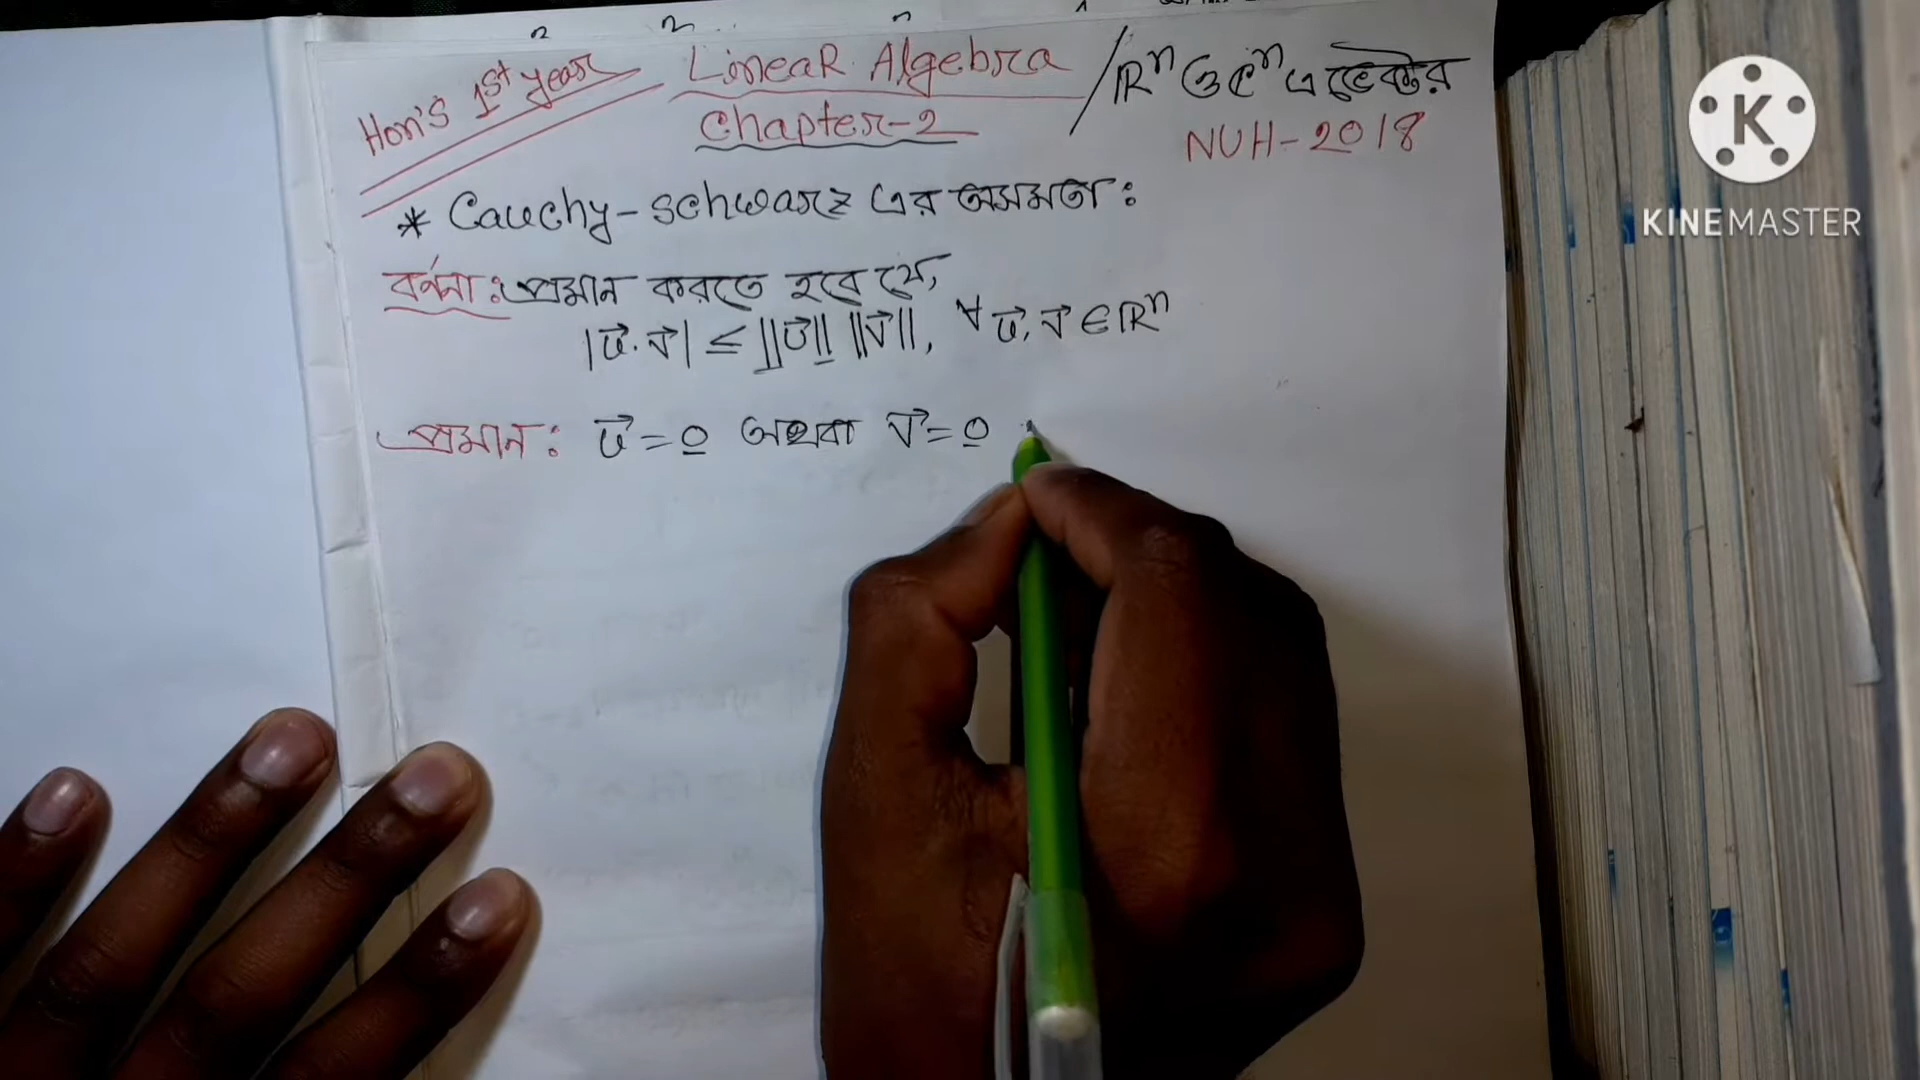 Hon's 1st year Linear Algebra / ℝⁿ ও ℂⁿ এ ভেক্টর
Chapter-2 NUH-2018
* Cauchy-schwarz এর অসমতা:
বর্ণনা: প্রমান করতে হবে যে,
|u⃗·v⃗| ≤ ||u⃗|| ||v⃗||, ∀ u⃗, v⃗ ∈ ℝⁿ
প্রমান: u⃗ = 0 অথবা v⃗ = 0
K
KINEMASTER